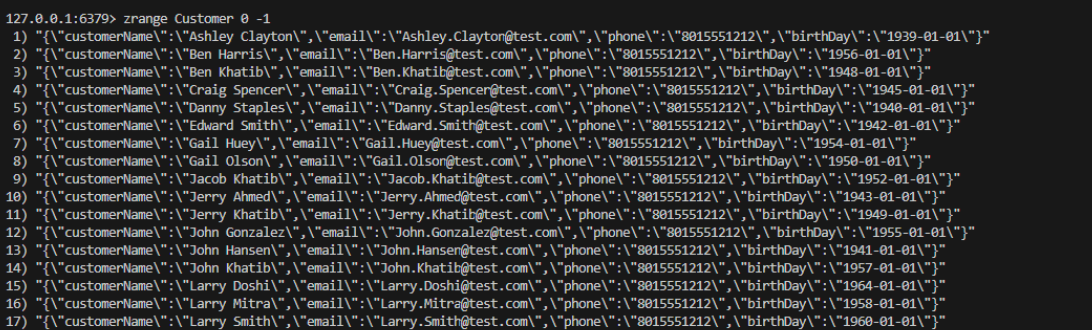 127.0.0.1:6379> zrange Customer 0 -1
1) "{\"customerName\":\"Ashley Clayton\",\"email\":\"Ashley.Clayton@test.com\",\"phone\":\"8015551212\",\"birthDay\":\"1939-01-01\"}"
2) "{\"customerName\":\"Ben Harris\",\"email\":\"Ben.Harris@test.com\",\"phone\":\"8015551212\",\"birthDay\":\"1956-01-01\"}"
3) "{\"customerName\":\"Ben Khatib\",\"email\":\"Ben.Khatib@test.com\",\"phone\":\"8015551212\",\"birthDay\":\"1948-01-01\"}"
4) "{\"customerName\":\"Craig Spencer\",\"email\":\"Craig.Spencer@test.com\",\"phone\":\"8015551212\",\"birthDay\":\"1945-01-01\"}"
5) "{\"customerName\":\"Danny Staples\",\"email\":\"Danny.Staples@test.com\",\"phone\":\"8015551212\",\"birthDay\":\"1940-01-01\"}"
6) "{\"customerName\":\"Edward Smith\",\"email\":\"Edward.Smith@test.com\",\"phone\":\"8015551212\",\"birthDay\":\"1942-01-01\"}"
7) "{\"customerName\":\"Gail Huey\",\"email\":\"Gail.Huey@test.com\",\"phone\":\"8015551212\",\"birthDay\":\"1954-01-01\"}"
8) "{\"customerName\":\"Gail Olson\",\"email\":\"Gail.Olson@test.com\",\"phone\":\"8015551212\",\"birthDay\":\"1950-01-01\"}"
9) "{\"customerName\":\"Jacob Khatib\",\"email\":\"Jacob.Khatib@test.com\",\"phone\":\"8015551212\",\"birthDay\":\"1952-01-01\"}"
10) "{\"customerName\":\"Jerry Ahmed\",\"email\":\"Jerry.Ahmed@test.com\",\"phone\":\"8015551212\",\"birthDay\":\"1943-01-01\"}"
11) "{\"customerName\":\"Jerry Khatib\",\"email\":\"Jerry.Khatib@test.com\",\"phone\":\"8015551212\",\"birthDay\":\"1949-01-01\"}"
12) "{\"customerName\":\"John Gonzalez\",\"email\":\"John.Gonzalez@test.com\",\"phone\":\"8015551212\",\"birthDay\":\"1955-01-01\"}"
13) "{\"customerName\":\"John Hansen\",\"email\":\"John.Hansen@test.com\",\"phone\":\"8015551212\",\"birthDay\":\"1941-01-01\"}"
14) "{\"customerName\":\"John Khatib\",\"email\":\"John.Khatib@test.com\",\"phone\":\"8015551212\",\"birthDay\":\"1957-01-01\"}"
15) "{\"customerName\":\"Larry Doshi\",\"email\":\"Larry.Doshi@test.com\",\"phone\":\"8015551212\",\"birthDay\":\"1964-01-01\"}"
16) "{\"customerName\":\"Larry Mitra\",\"email\":\"Larry.Mitra@test.com\",\"phone\":\"8015551212\",\"birthDay\":\"1958-01-01\"}"
17) "{\"customerName\":\"Larry Smith\",\"email\":\"Larry.Smith@test.com\",\"phone\":\"8015551212\",\"birthDay\":\"1960-01-01\"}"